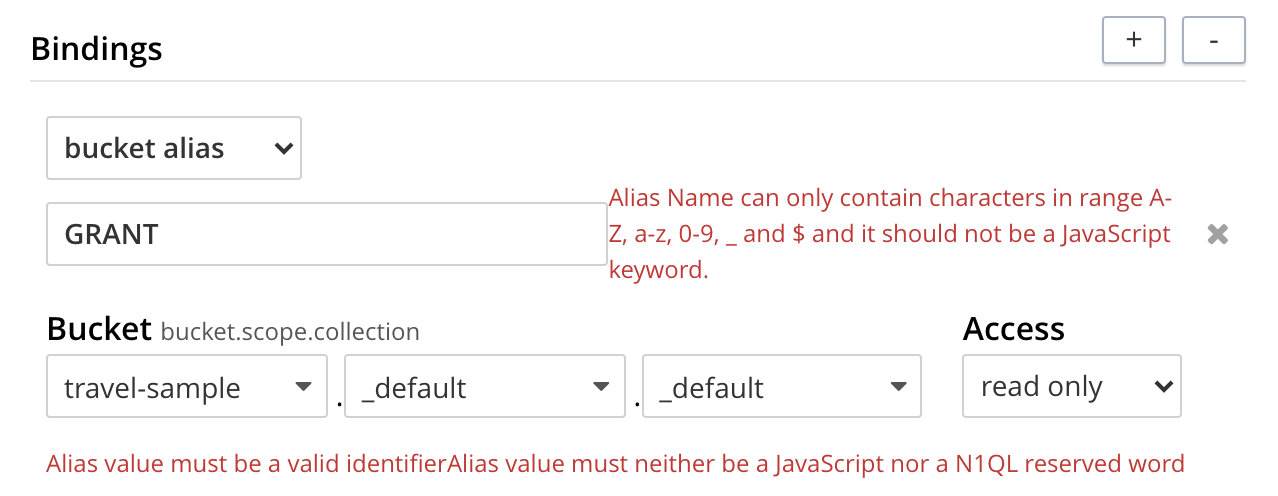 Bindings
+ -
bucket alias
Alias Name can only contain characters in range A-
GRANT Z, a-z, 0-9, _ and $ and it should not be a JavaScript
keyword.
Bucket bucket.scope.collection Access
travel-sample . _default . _default read only
Alias value must be a valid identifierAlias value must neither be a JavaScript nor a N1QL reserved word